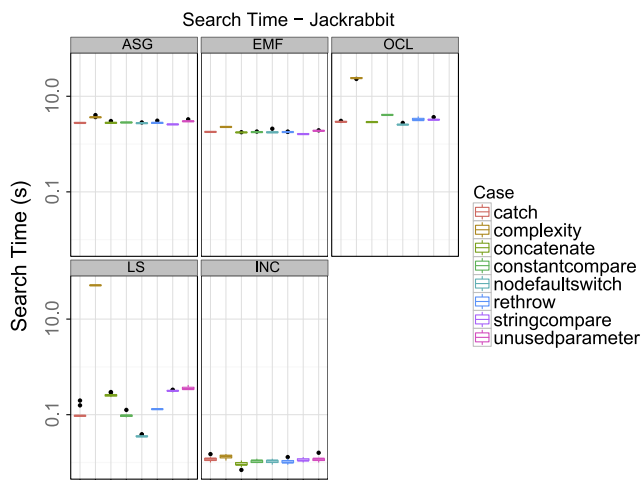 Search Time − Jackrabbit
ASG
EMF
OCL
10.0
0.1
Search Time (s)
LS
INC
10.0
0.1
Case
catch
complexity
concatenate
constantcompare
nodefaultswitch
rethrow
stringcompare
unusedparameter